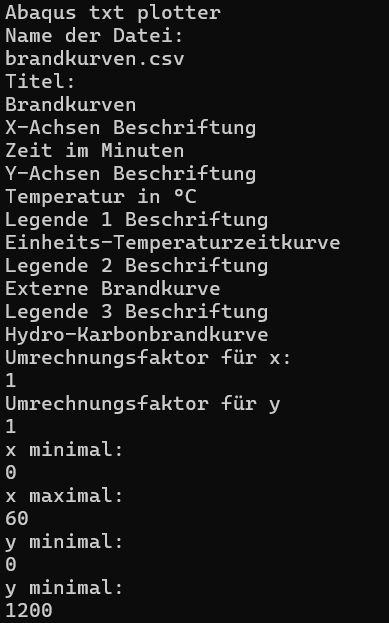 Abaqus txt plotter
Name der Datei:
brandkurven.csv
Titel:
Brandkurven
X-Achsen Beschriftung
Zeit im Minuten
Y-Achsen Beschriftung
Temperatur in °C
Legende 1 Beschriftung
Einheits-Temperaturzeitkurve
Legende 2 Beschriftung
Externe Brandkurve
Legende 3 Beschriftung
Hydro-Karbonbrandkurve
Umrechnungsfaktor für x:
1
Umrechnungsfaktor für y
1
x minimal:
0
x maximal:
60
y minimal:
0
y minimal:
1200